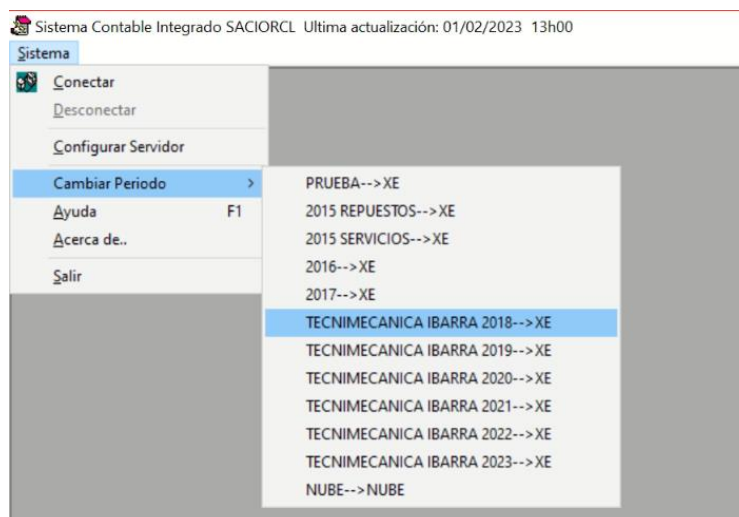 Sistema Contable Integrado SACIORCL Ultima actualización: 01/02/2023 13h00
Sistema
Conectar
Desconectar
Configurar Servidor
Cambiar Periodo >
Ayuda F1
Acerca de..
Salir
PRUEBA-->XE
2015 REPUESTOS-->XE
2015 SERVICIOS-->XE
2016-->XE
2017-->XE
TECNIMECANICA IBARRA 2018-->XE
TECNIMECANICA IBARRA 2019-->XE
TECNIMECANICA IBARRA 2020-->XE
TECNIMECANICA IBARRA 2021-->XE
TECNIMECANICA IBARRA 2022-->XE
TECNIMECANICA IBARRA 2023-->XE
NUBE-->NUBE